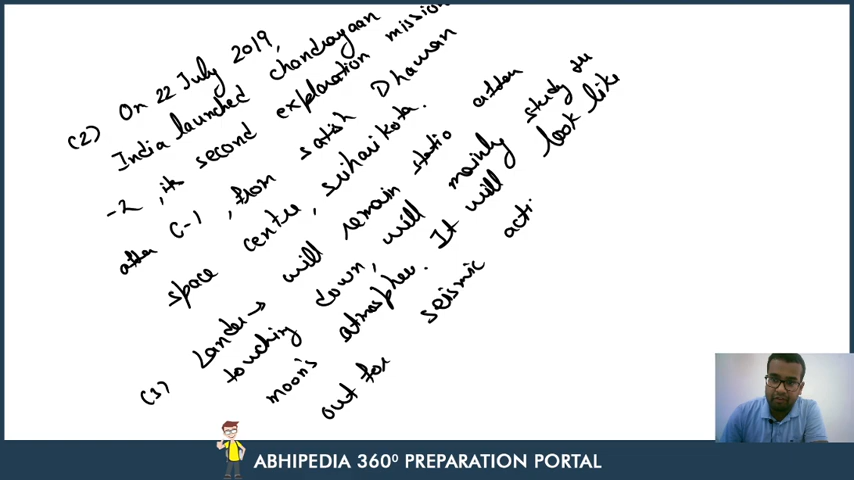 (2) On 22 July 2019,
India launched chandrayaan
-2, its second exploration mission
after C-1, from satish Dhawan
space centre, sriharikota.
(3) Lander → will remain static after
touching down, will mainly study the
moon's atmosphere. It will look like
out for seismic acti
ABHIPEDIA 360° PREPARATION PORTAL